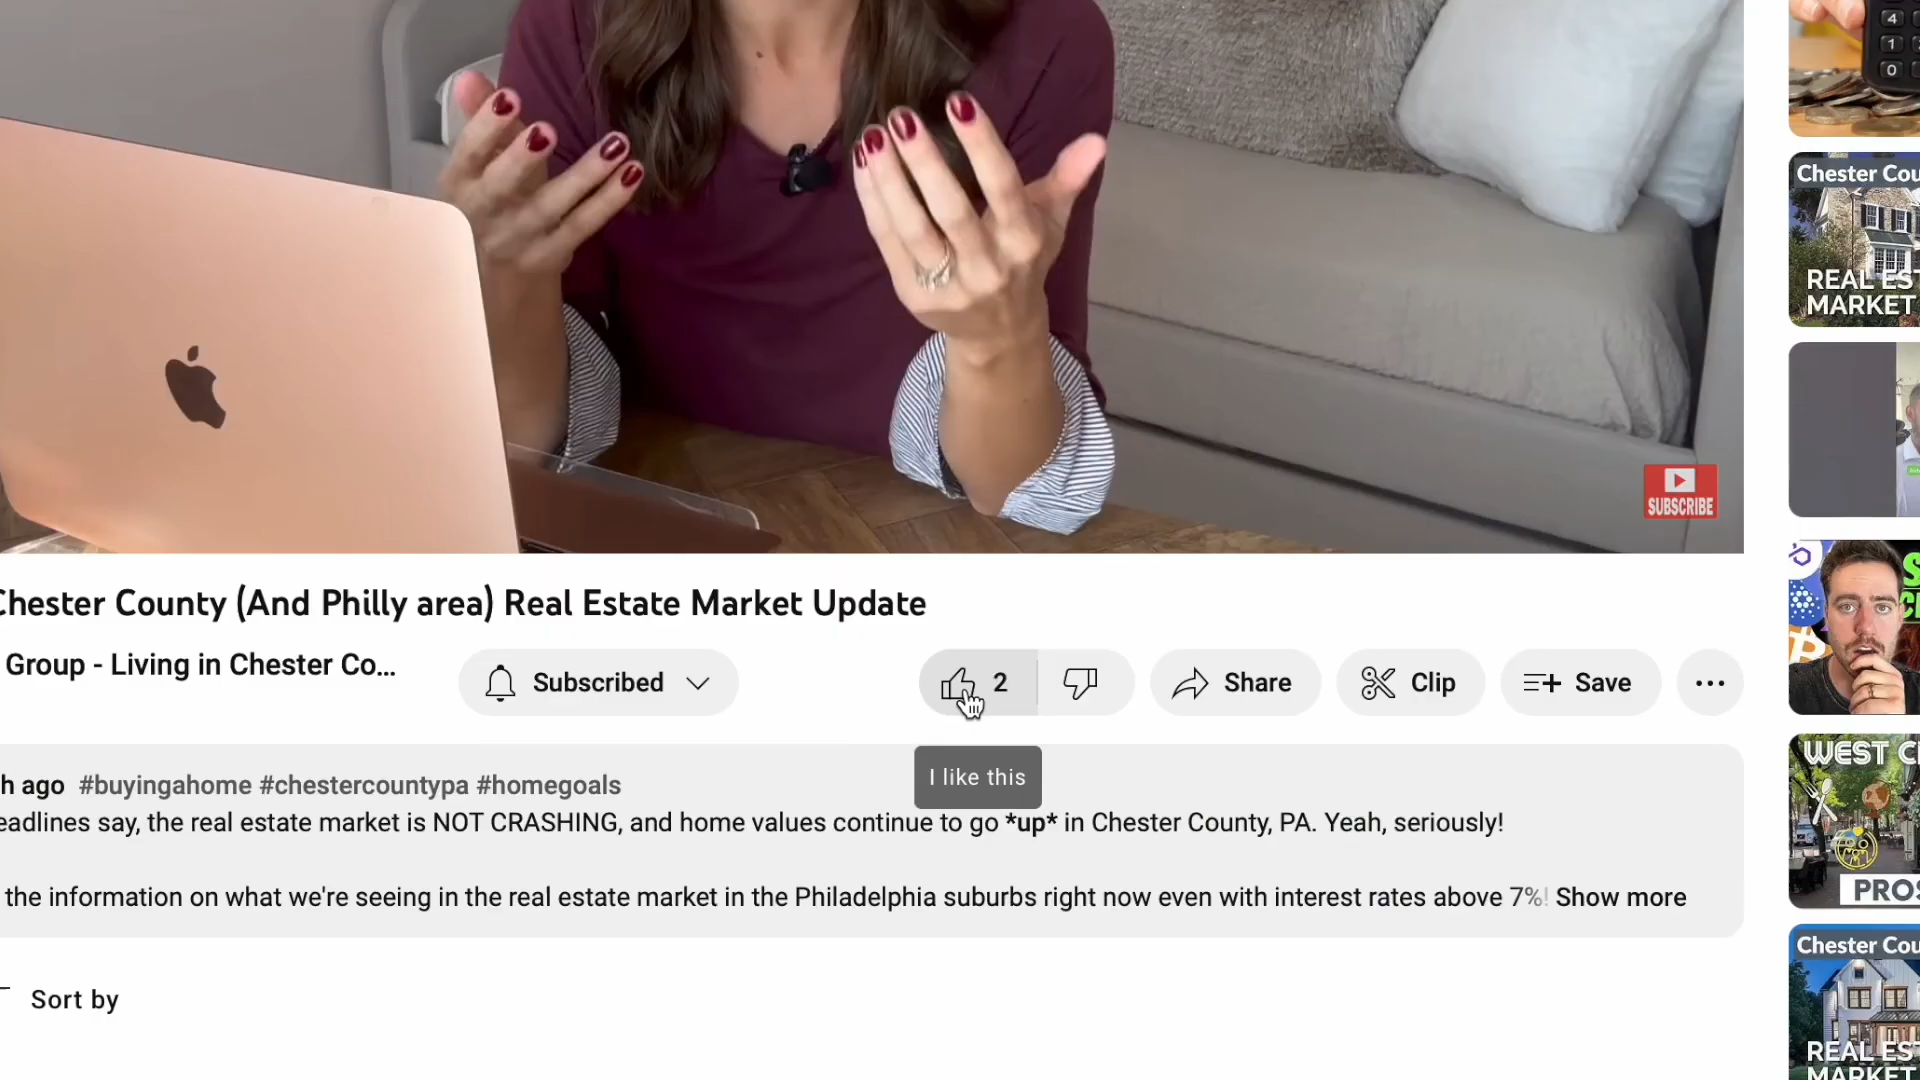 SUBSCRIBE
Chester County (And Philly area) Real Estate Market Update
Group - Living in Chester Co...
Subscribed
2
Share
Clip
Save
I like this
h ago #buyingahome #chestercountypa #homegoals
eadlines say, the real estate market is NOT CRASHING, and home values continue to go *up* in Chester County, PA. Yeah, seriously!
the information on what we're seeing in the real estate market in the Philadelphia suburbs right now even with interest rates above 7%! Show more
Sort by
4
1
0
Chester Cou
REAL EST
MARKET
WEST C
PROS
Chester Cou
REAL EST
MARKET